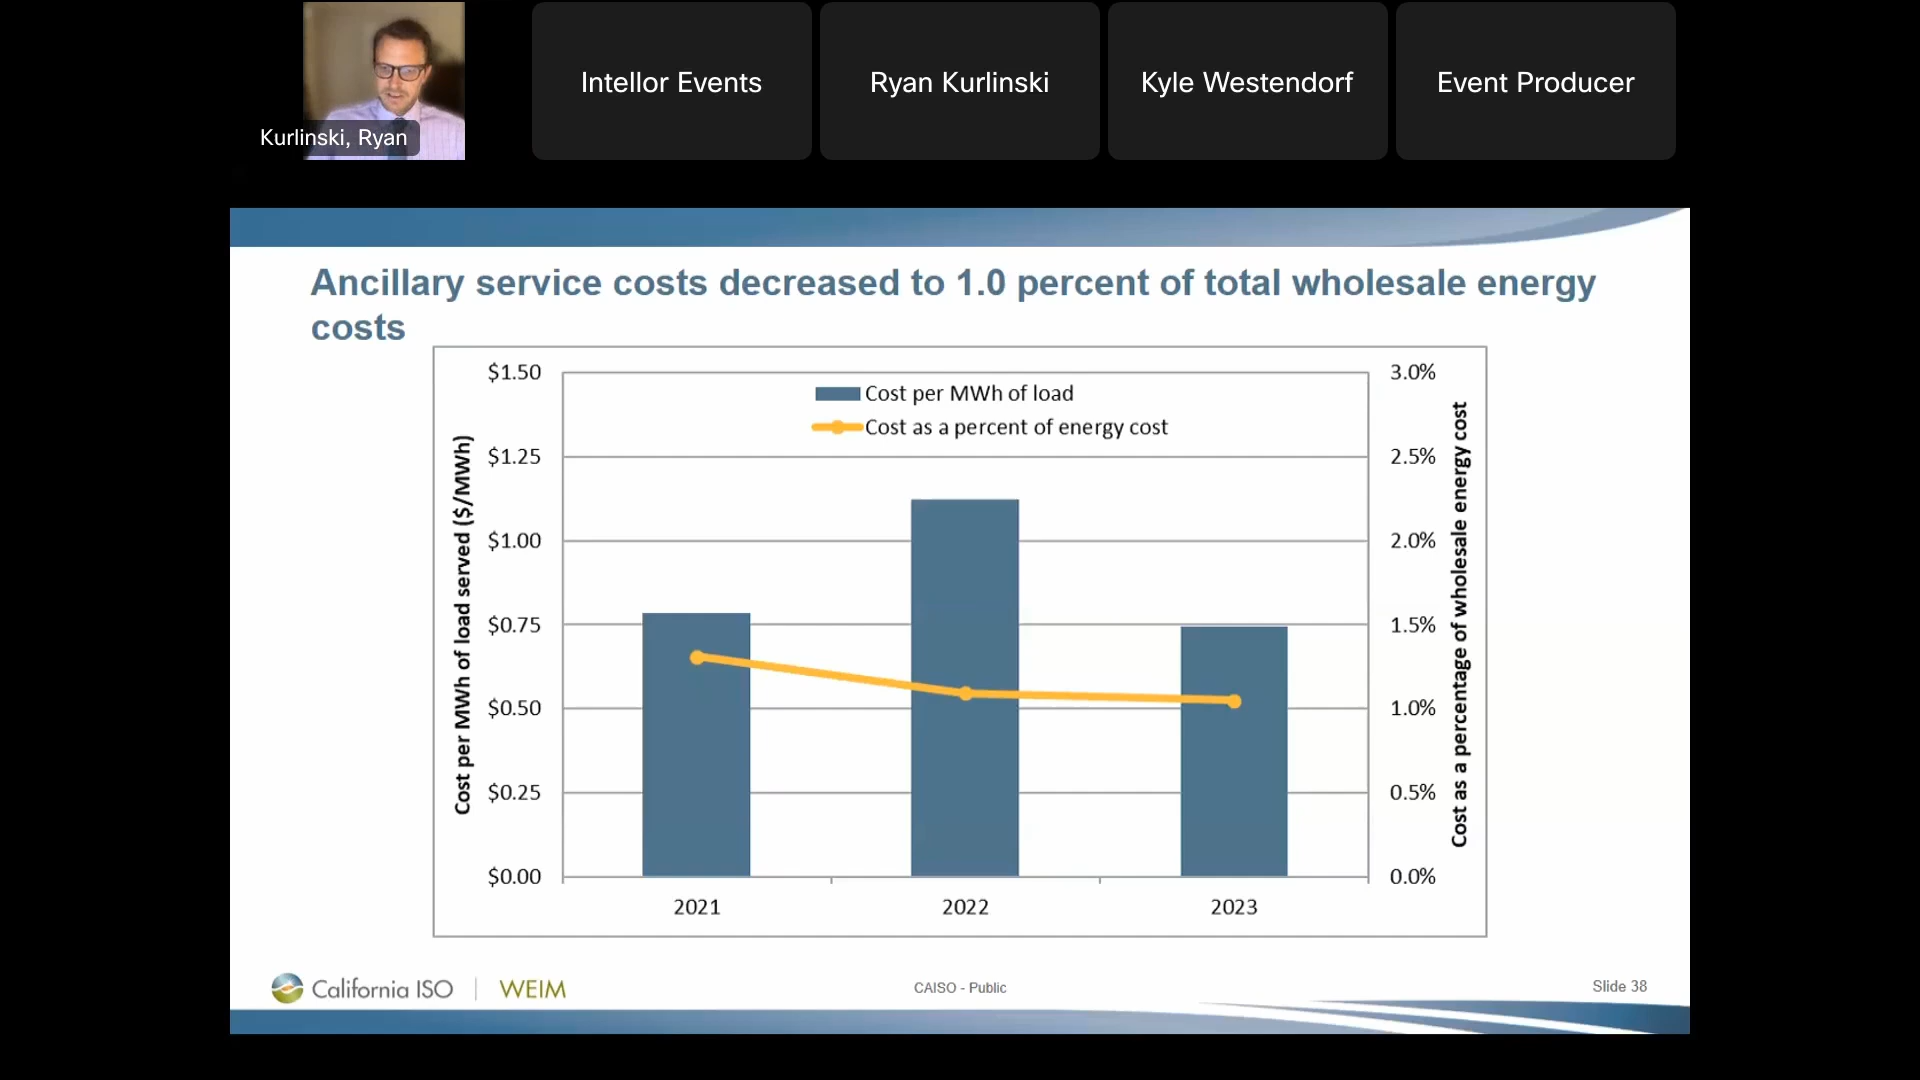 Kurlinski, Ryan
Intellor Events
Ryan Kurlinski
Kyle Westendorf
Event Producer
Ancillary service costs decreased to 1.0 percent of total wholesale energy
costs
Cost per MWh of load served ($/MWh)
$1.50
$1.25
$1.00
$0.75
$0.50
$0.25
$0.00
Cost per MWh of load
Cost as a percent of energy cost
3.0%
2.5%
2.0%
1.5%
1.0%
0.5%
0.0%
Cost as a percentage of wholesale energy cost
2021
2022
2023
California ISO
WEIM
CAISO - Public
Slide 38